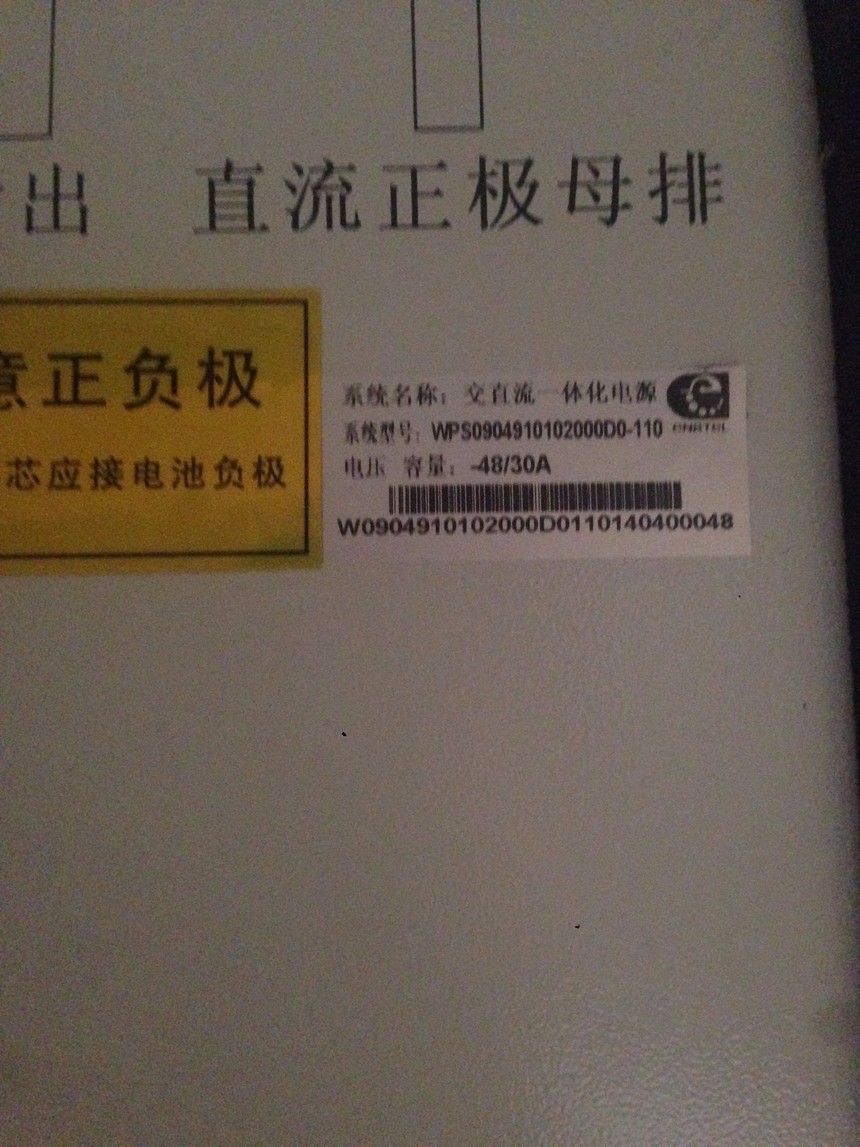 出 直流正极母排
意正负极
芯应接电池负极
系统名称：交直流一体化电源
ENATEL
系统型号：WPS0904910102000D0-110
电压 容量：-48/30A
W0904910102000D0110140400048